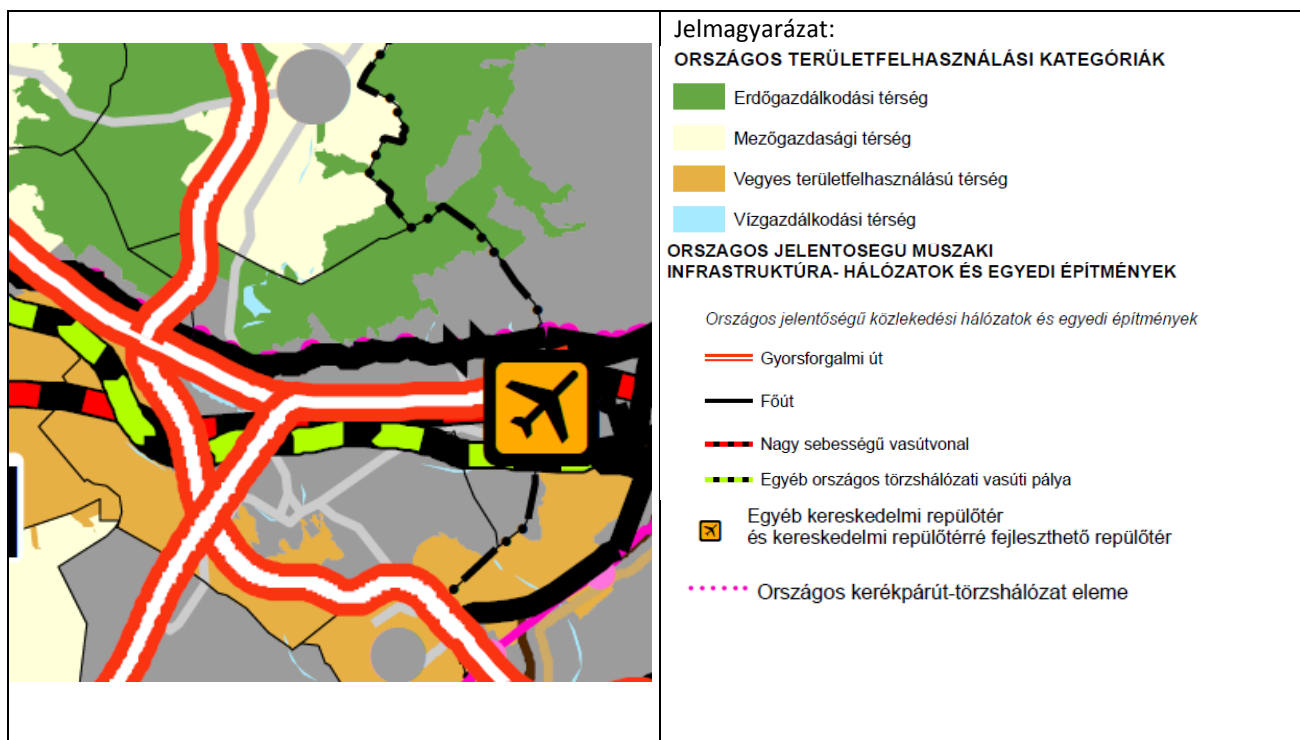 Jelmagyarázat:
ORSZÁGOS TERÜLETFELHASZNÁLÁSI KATEGÓRIÁK
Erdőgazdálkodási térség
Mezőgazdasági térség
Vegyes területfelhasználású térség
Vízgazdálkodási térség
ORSZAGOS JELENTOSEGU MUSZAKI
INFRASTRUKTÚRA- HÁLÓZATOK ÉS EGYEDI ÉPÍTMÉNYEK
Országos jelentőségű közlekedési hálózatok és egyedi építmények
Gyorsforgalmi út
Főút
Nagy sebességű vasútvonal
Egyéb országos törzshálózati vasúti pálya
Egyéb kereskedelmi repülőtér
és kereskedelmi repülőtérré fejleszthető repülőtér
Országos kerékpárút-törzshálózat eleme